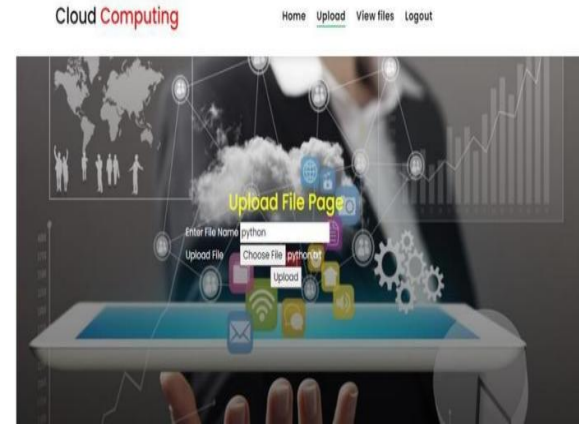 Cloud Computing
Home Upload View files Logout
Upload File Page
Enter File Name python
Upload File Choose File python.txt
Upload